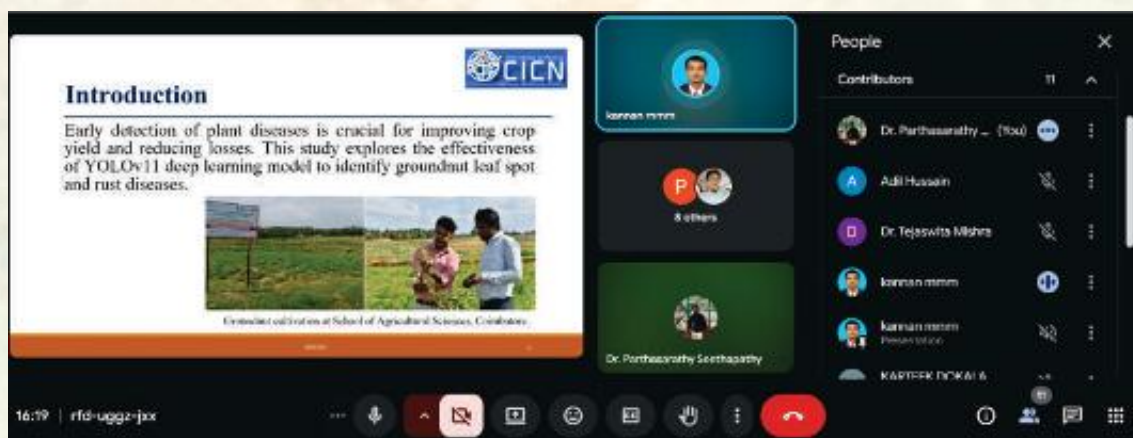 CICN
Introduction
Early detection of plant diseases is crucial for improving crop
yield and reducing losses. This study explores the effectiveness
of YOLOv11 deep learning model to identify groundnut leaf spot
and rust diseases.
Groundnut cultivation at School of Agricultural Sciences, Coimbatore
kannan mmm
P
8 others
Dr. Parthasarathy Seethapathy
People
Contributors
11
Dr. Parthasarathy ... (You)
A
Adil Hussain
D
Dr. Tejaswita Mishra
kannan mmm
kannan mmm
Presentation
KARTEEK DOKALA
16:19 | rfd-uggz-jxx
11